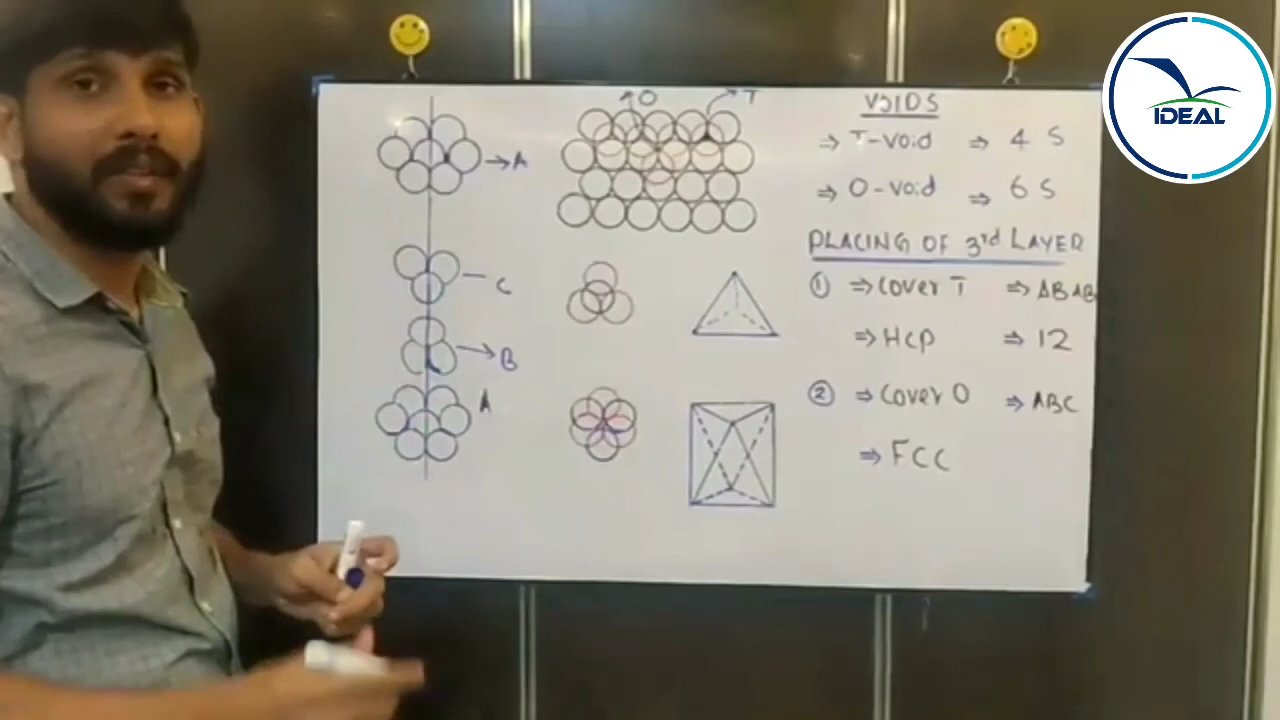 O T
→ A
C
→ B
A
VOIDS
⇒ T-void ⇒ 4 S
⇒ O-void ⇒ 6 S
PLACING OF 3rd LAYER
① ⇒ Cover T ⇒ ABAB
⇒ HCP ⇒ 12
② ⇒ Cover O ⇒ ABC
⇒ FCC
IDEAL